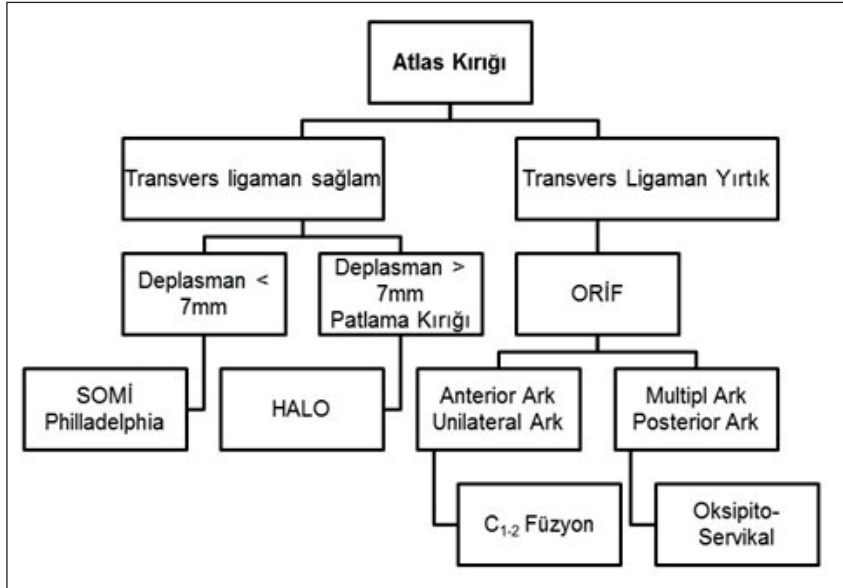 Atlas Kırığı
Transvers ligaman sağlam
Transvers Ligaman Yırtık
Deplasman <
7mm
Deplasman >
7mm
Patlama Kırığı
ORİF
SOMİ
Philladelphia
HALO
Anterior Ark
Unilateral Ark
Multipl Ark
Posterior Ark
C1-2 Füzyon
Oksipito-
Servikal